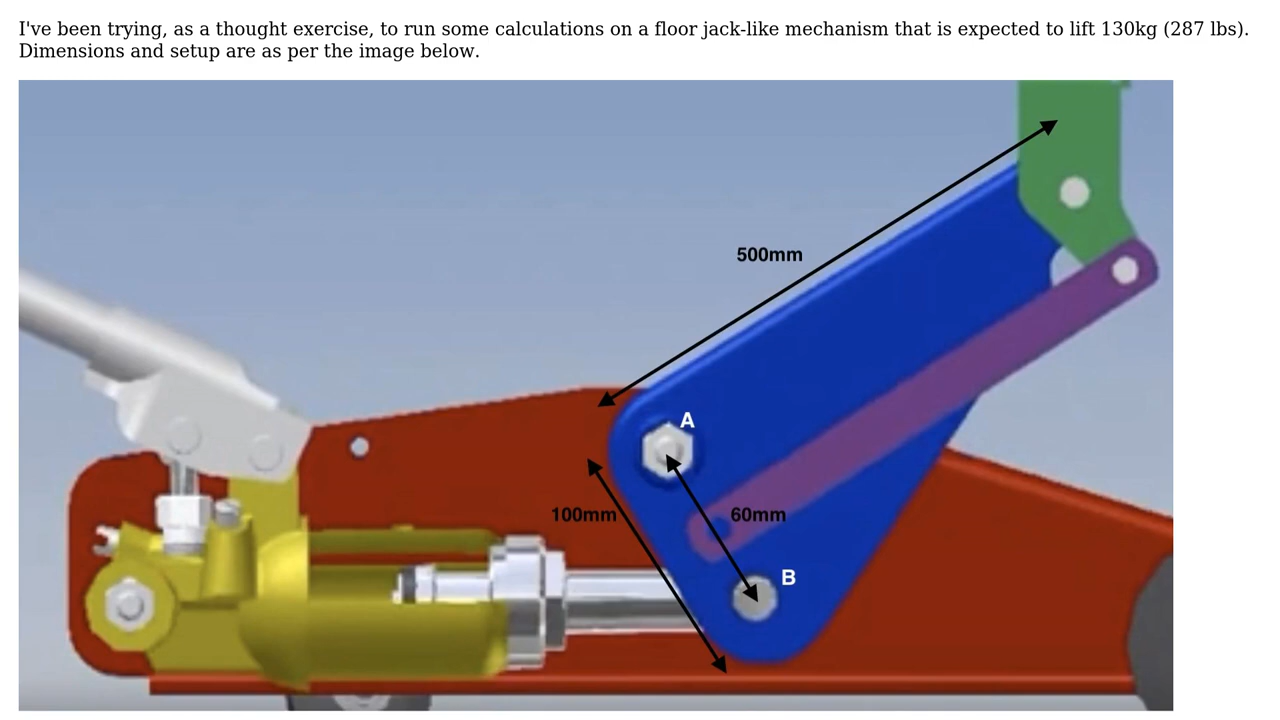 I've been trying, as a thought exercise, to run some calculations on a floor jack-like mechanism that is expected to lift 130kg (287 lbs).
Dimensions and setup are as per the image below.
500mm
A
100mm
60mm
B